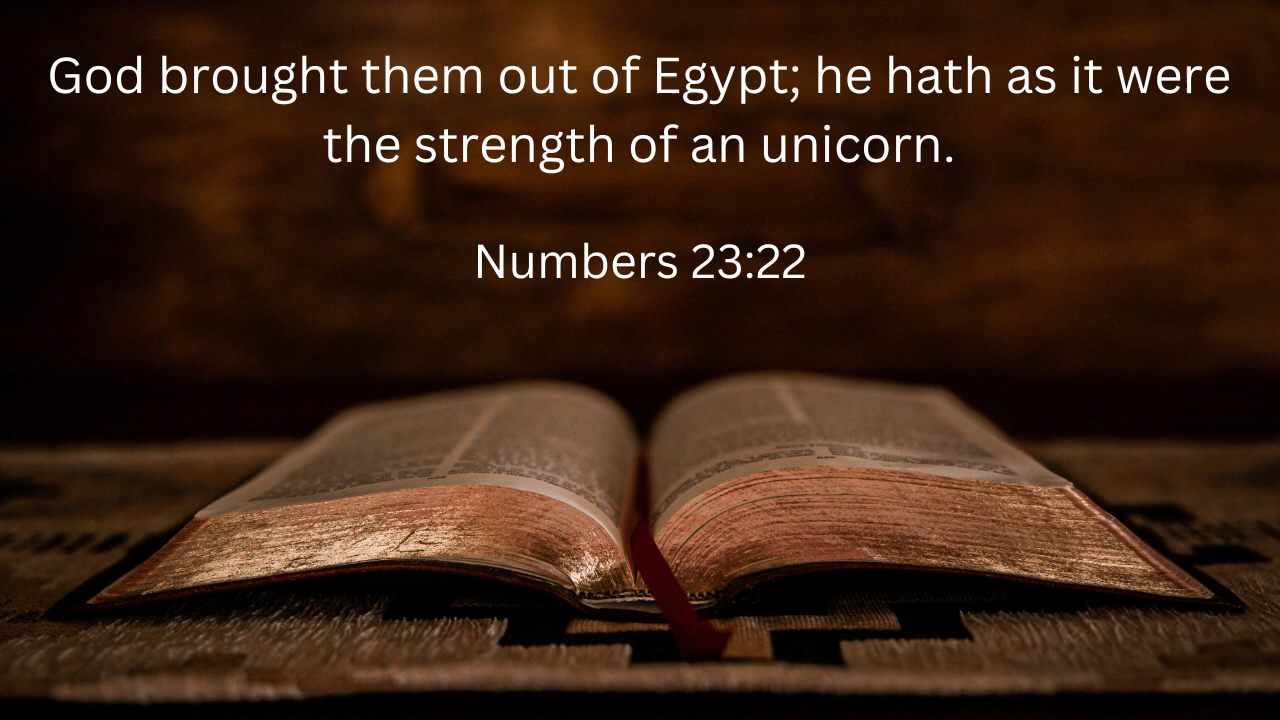 God brought them out of Egypt; he hath as it were
the strength of an unicorn.
Numbers 23:22